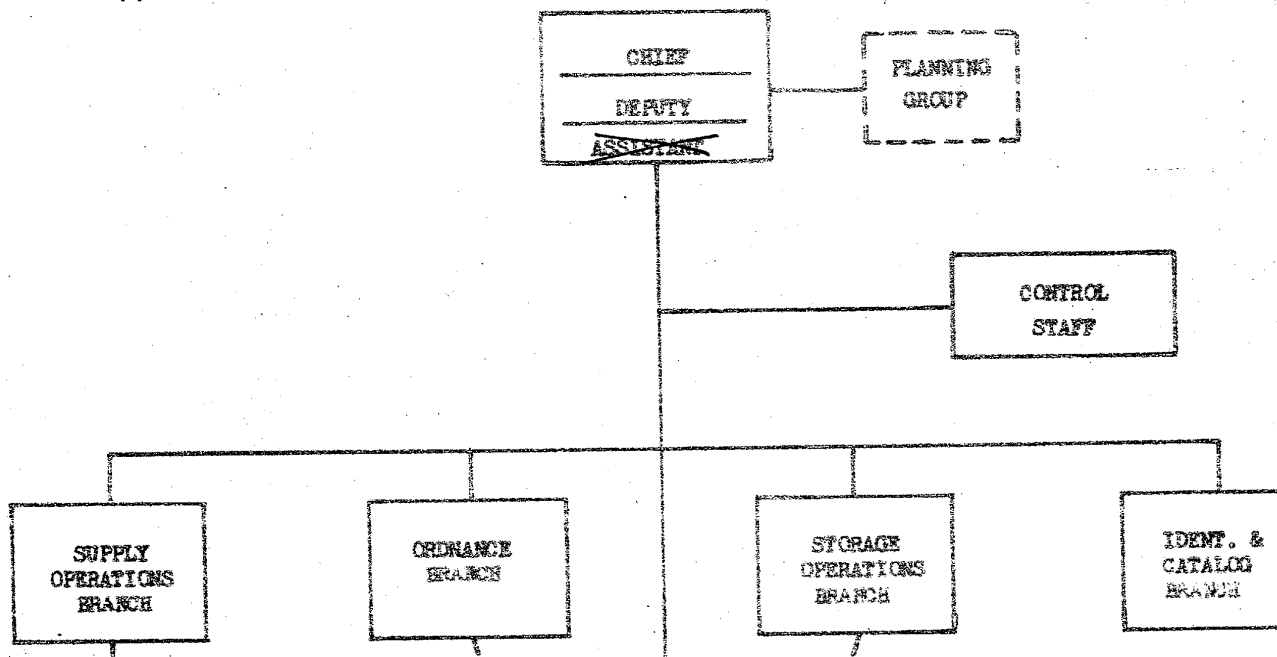 CHIEF
DEPUTY
ASSISTANT
PLANNING
GROUP
CONTROL
STAFF
SUPPLY
OPERATIONS
BRANCH
ORDNANCE
BRANCH
STORAGE
OPERATIONS
BRANCH
IDENT. &
CATALOG
BRANCH